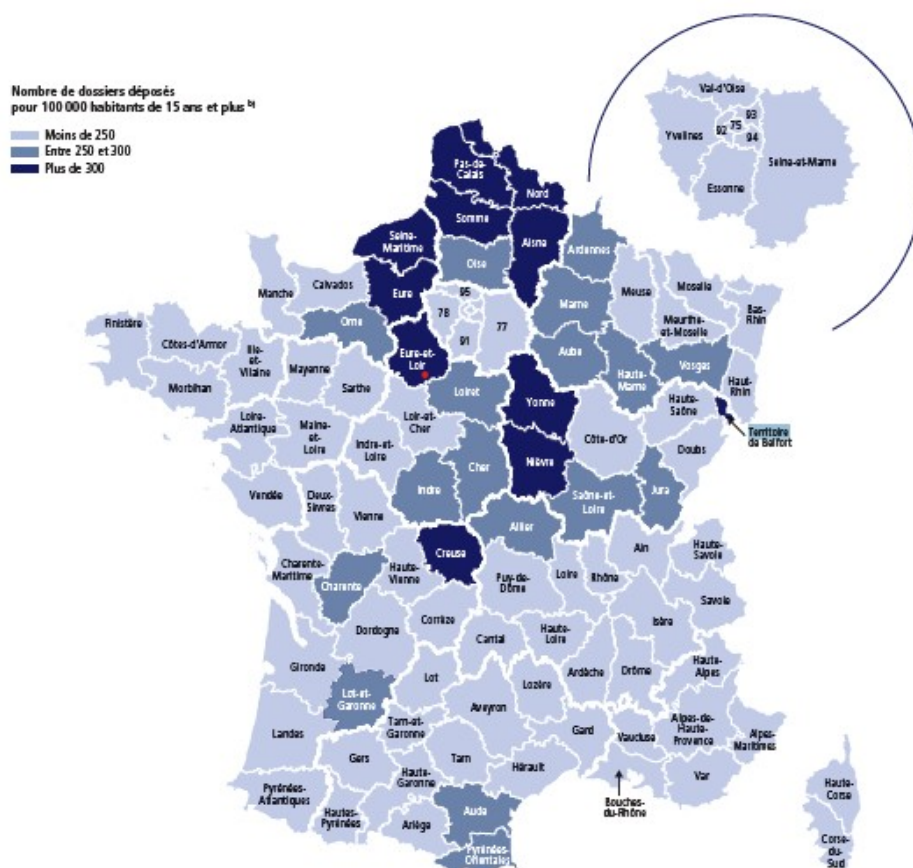 Nombre de dossiers déposés
pour 100 000 habitants de 15 ans et plus b)
Moins de 250
Entre 250 et 300
Plus de 300
Val-d'Oise
93
92
75
94
Yvelines
Seine-et-Marne
Essonne
Pas-de-
Calais
Nord
Somme
Seine-
Maritime
Aisne
Ardennes
Oise
Eure
Calvados
Manche
95
78
77
91
Marne
Meuse
Moselle
Meurthe-
et-Moselle
Bas-
Rhin
Finistère
Côtes-d'Armor
Orne
Ille-
et-
Vilaine
Mayenne
Eure-et-
Loir
Aube
Haute-
Marne
Vosges
Haut-
Rhin
Morbihan
Sarthe
Loiret
Yonne
Haute-
Saône
Territoire
de Belfort
Loire-
Atlantique
Maine-
et-
Loire
Loir-et-
Cher
Indre-et-
Loire
Cher
Nièvre
Côte-d'Or
Doubs
Vendée
Deux-
Sèvres
Vienne
Indre
Allier
Saône-et-
Loire
Jura
Charente-
Maritime
Charente
Haute-
Vienne
Creuse
Puy-de-
Dôme
Loire
Rhône
Ain
Haute-
Savoie
Savoie
Dordogne
Corrèze
Cantal
Haute-
Loire
Isère
Gironde
Lot-et-
Garonne
Lot
Aveyron
Lozère
Ardèche
Drôme
Haute-
Alpes
Landes
Tarn-et-
Garonne
Gers
Tarn
Gard
Vaucluse
Alpes-de-
Haute-
Provence
Alpes-
Maritimes
Pyrénées-
Atlantiques
Hautes-
Pyrénées
Haute-
Garonne
Ariège
Hérault
Aude
Pyrénées-
Orientales
Bouches-
du-Rhône
Var
Haute-
Corse
Corse-
du-
Sud